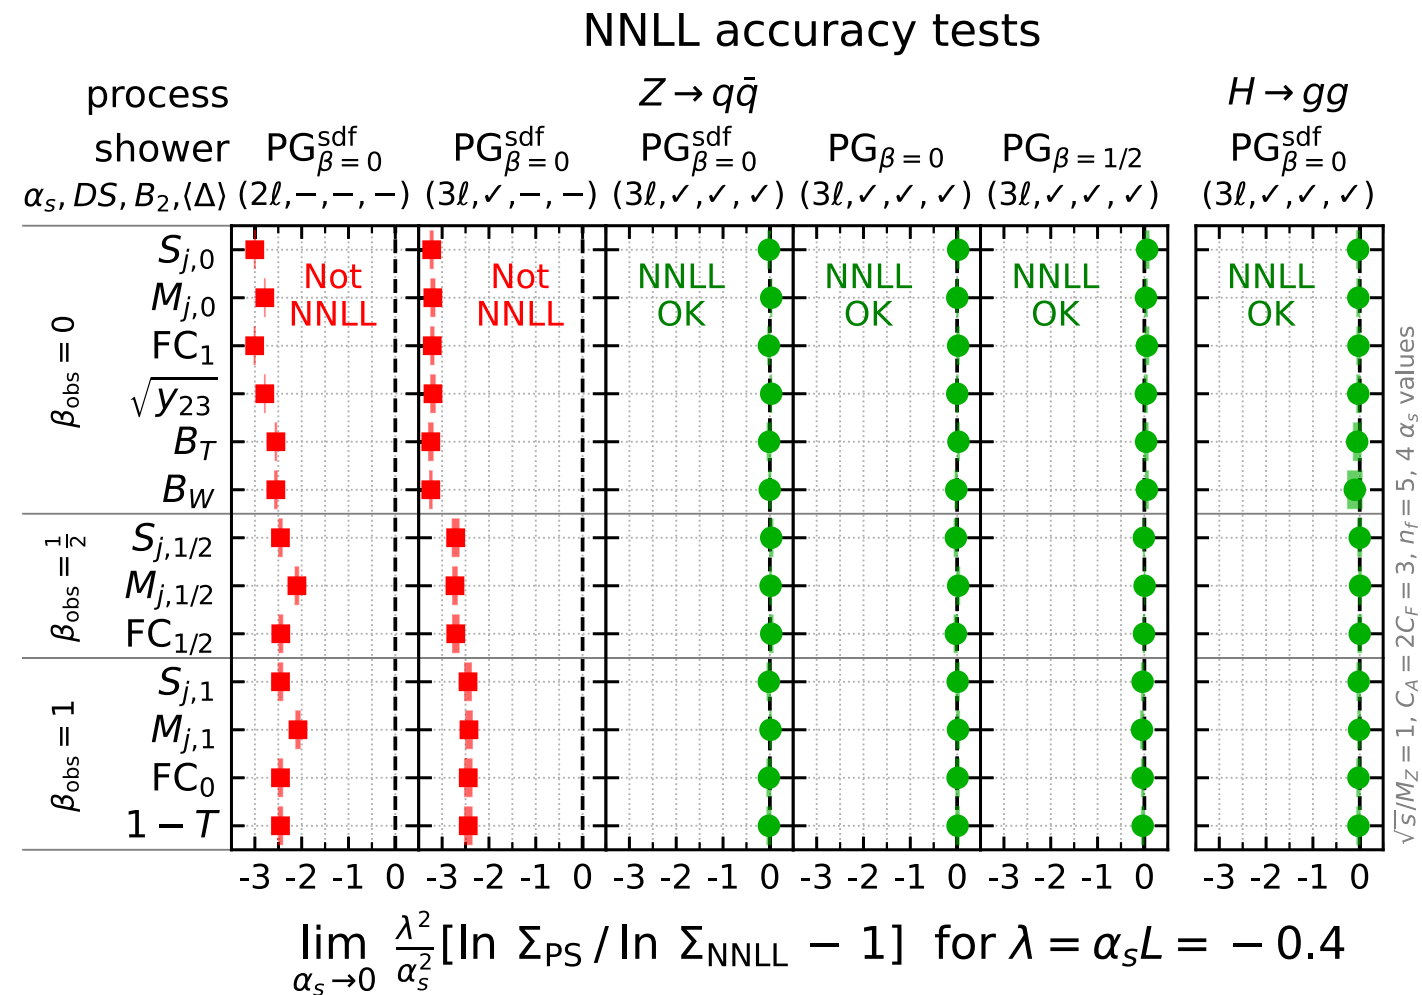 NNLL accuracy tests
process Z → qq̄ H → gg
shower PG^sdf_β=0 PG^sdf_β=0 PG^sdf_β=0 PG_β=0 PG_β=1/2 PG^sdf_β=0
α_s, DS, B_2,⟨Δ⟩ (2ℓ,−,−,−) (3ℓ,✓,−,−) (3ℓ,✓,✓,✓) (3ℓ,✓,✓,✓) (3ℓ,✓,✓,✓) (3ℓ,✓,✓,✓)
β_obs = 0
S_j,0
M_j,0
FC_1
√y_23
B_T
B_W
β_obs = 1/2
S_j,1/2
M_j,1/2
FC_1/2
β_obs = 1
S_j,1
M_j,1
FC_0
1 − T
Not
NNLL
Not
NNLL
NNLL
OK
NNLL
OK
NNLL
OK
NNLL
OK
-3 -2 -1 0 -3 -2 -1 0 -3 -2 -1 0 -3 -2 -1 0 -3 -2 -1 0 -3 -2 -1 0
lim_α_s→0 λ²/α_s² [ln Σ_PS / ln Σ_NNLL − 1] for λ = α_s L = −0.4
√s/M_Z = 1, C_A = 2C_F = 3, n_f = 5, 4 α_s values